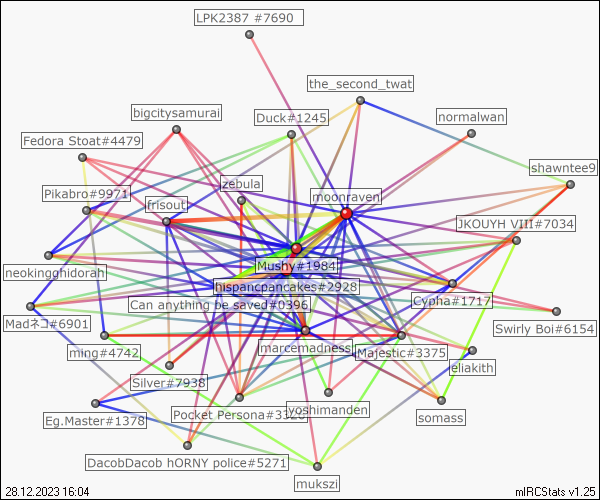 LPK2387 #7690
the_second_twat
bigcitysamurai
Duck#1245
normalwan
Fedora Stoat#4479
shawntee9
zebula
Pikabro#9971
moonraven
frisout
JKOUYH VIII#7034
Mushy#1984
neokingghidorah
hispancpancakes#2928
Can anything be saved#0396
Cypha#1717
Madネコ#6901
Swirly Boi#6154
marcemadness
ming#4742
Majestic#3375
eliakith
Silver#7938
Pocket Persona#3326
yoshimanden
Eg.Master#1378
somass
DacobDacob hORNY police#5271
mukszi
28.12.2023 16:04
mIRCStats v1.25